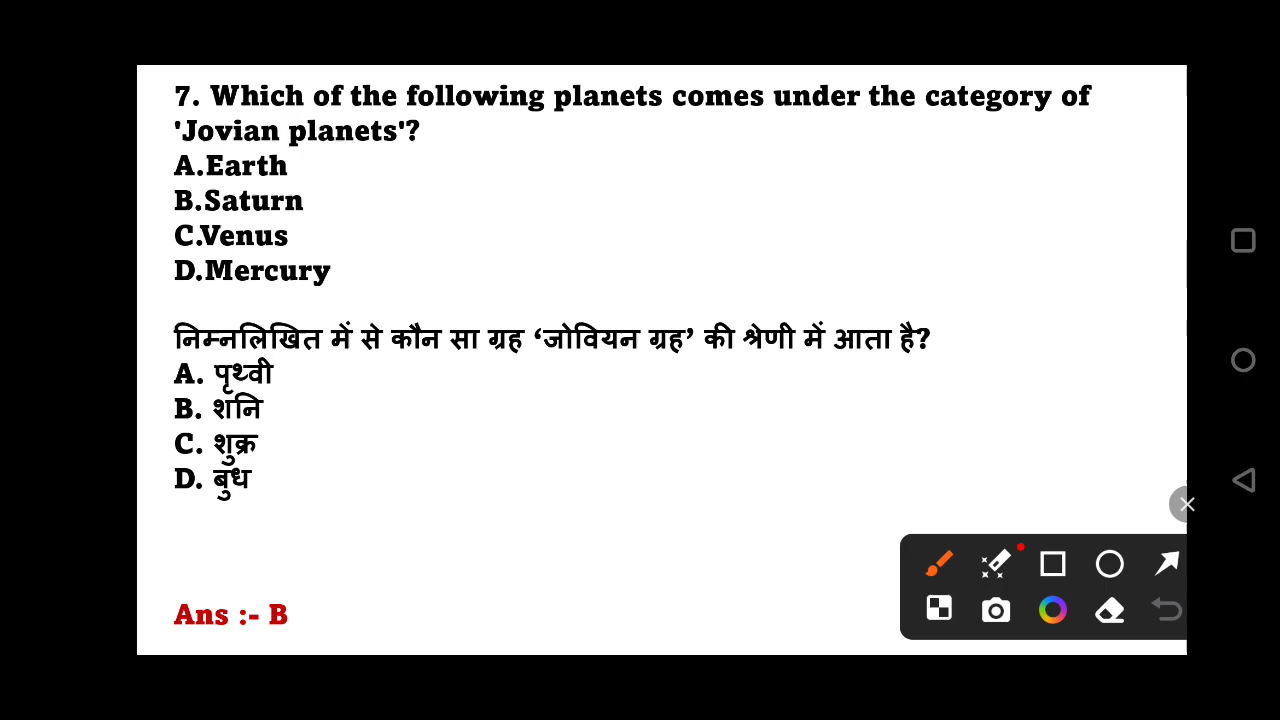 7. Which of the following planets comes under the category of
'Jovian planets'?
A.Earth
B.Saturn
C.Venus
D.Mercury
निम्नलिखित में से कौन सा ग्रह ‘जोवियन ग्रह’ की श्रेणी में आता है?
A. पृथ्वी
B. शनि
C. शुक्र
D. बुध
Ans :- B